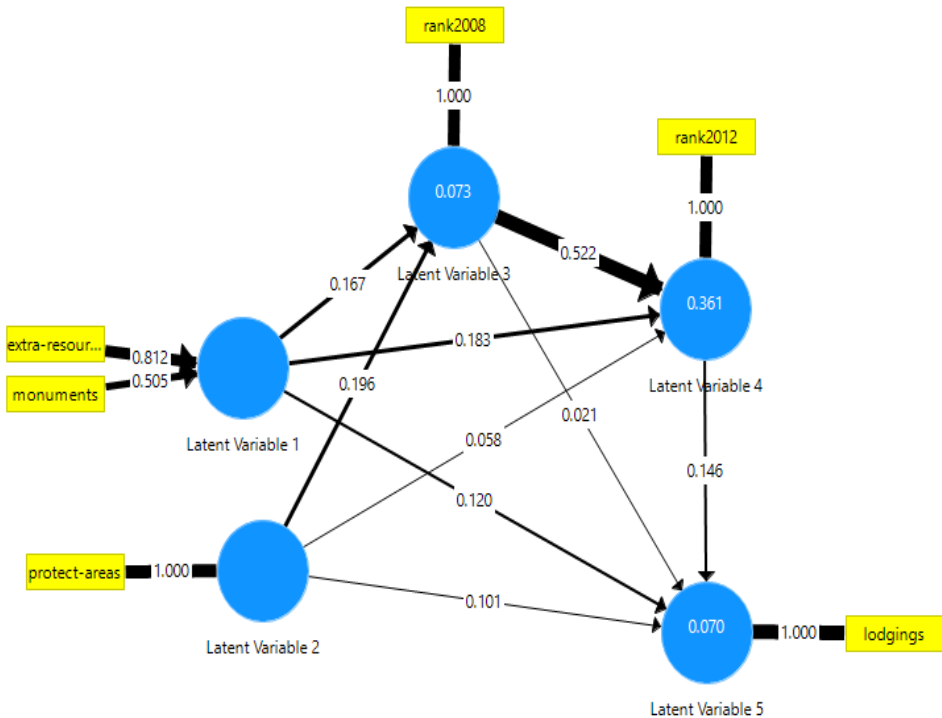 rank2008
1.000
rank2012
1.000
0.073
Latent Variable 3
0.522
0.361
Latent Variable 4
0.167
0.183
extra-resour...
0.812
monuments
0.505
Latent Variable 1
0.196
0.021
0.058
0.146
0.120
protect-areas
1.000
Latent Variable 2
0.101
0.070
1.000
lodgings
Latent Variable 5